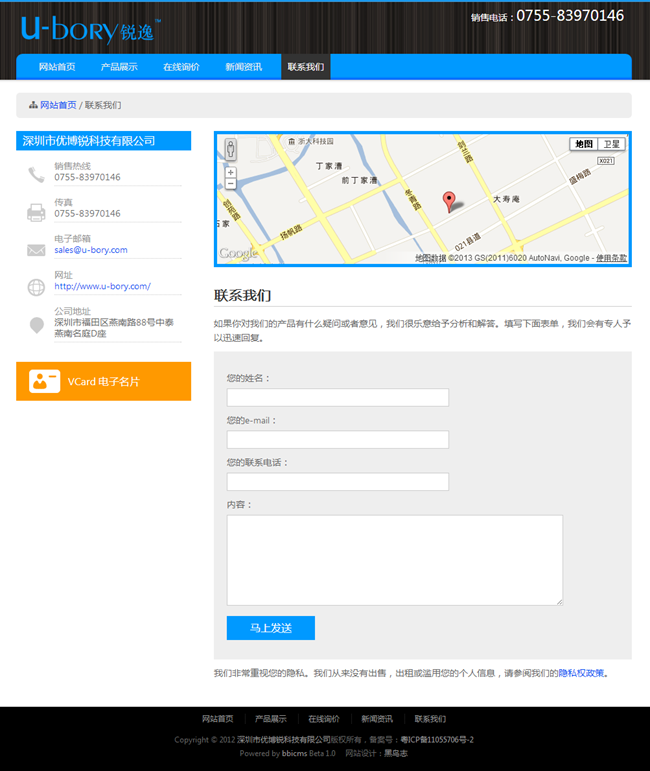 u-bory锐逸™
销售电话：0755-83970146
网站首页 产品展示 在线询价 新闻资讯 联系我们
网站首页 / 联系我们
深圳市优博锐科技有限公司
销售热线
0755-83970146
传真
0755-83970146
电子邮箱
sales@u-bory.com
网址
http://www.u-bory.com/
公司地址
深圳市福田区燕南路88号中泰
燕南名庭D座
VCard 电子名片
浙大科技园
地图 卫星
X021
丁家漕
前丁家漕
盛梅路
大寿庵
石家
扬帆路
021县道
Google
地图数据 ©2013 GS(2011)6020 AutoNavi, Google - 使用条款
联系我们
如果你对我们的产品有什么疑问或者意见，我们很乐意给予分析和解答。填写下面表单，我们会有专人予
以迅速回复。
您的姓名：
您的e-mail：
您的联系电话：
内容：
马上发送
我们非常重视您的隐私。我们从来没有出售，出租或滥用您的个人信息，请参阅我们的隐私权政策。
网站首页 产品展示 在线询价 新闻资讯 联系我们
Copyright © 2012 深圳市优博锐科技有限公司版权所有，备案号：粤ICP备11055706号-2
Powered by bbicms Beta 1.0 网站设计：黑鸟志